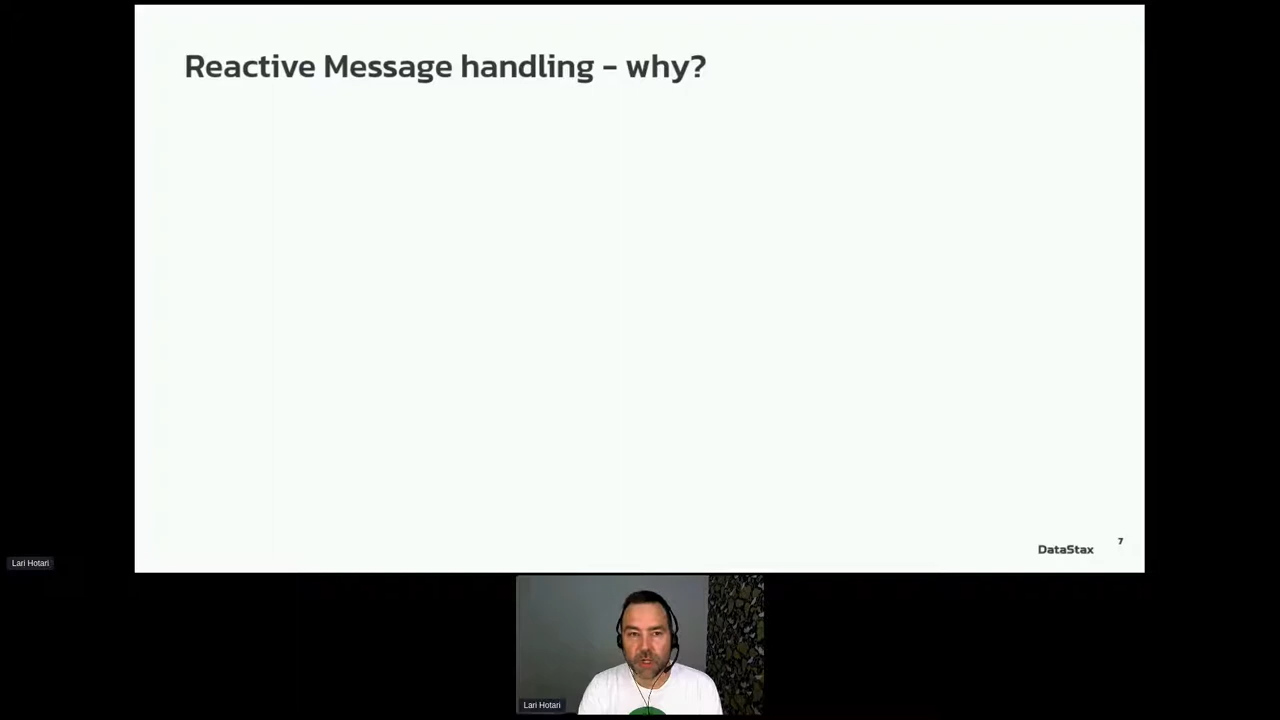 Reactive Message handling - why?
7
DataStax
Lari Hotari
Lari Hotari